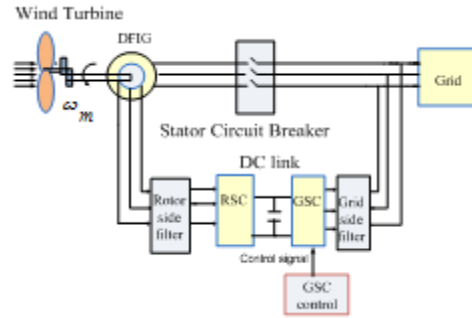 Wind Turbine
DFIG
Grid
ω m
Stator Circuit Breaker
DC link
Rotor
side
filter
RSC
GSC
Grid
side
filter
Control signal
GSC
control